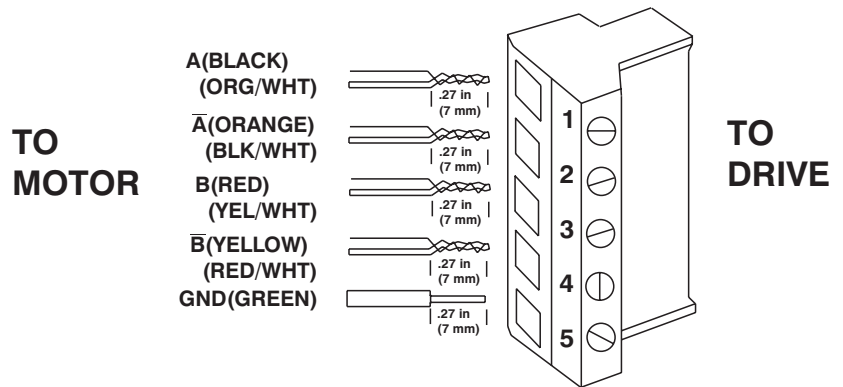 TO
MOTOR
A(BLACK)
(ORG/WHT)
.27 in
(7 mm)
A̅(ORANGE)
(BLK/WHT)
.27 in
(7 mm)
B(RED)
(YEL/WHT)
.27 in
(7 mm)
B̅(YELLOW)
(RED/WHT)
.27 in
(7 mm)
GND(GREEN)
.27 in
(7 mm)
1
2
3
4
5
TO
DRIVE